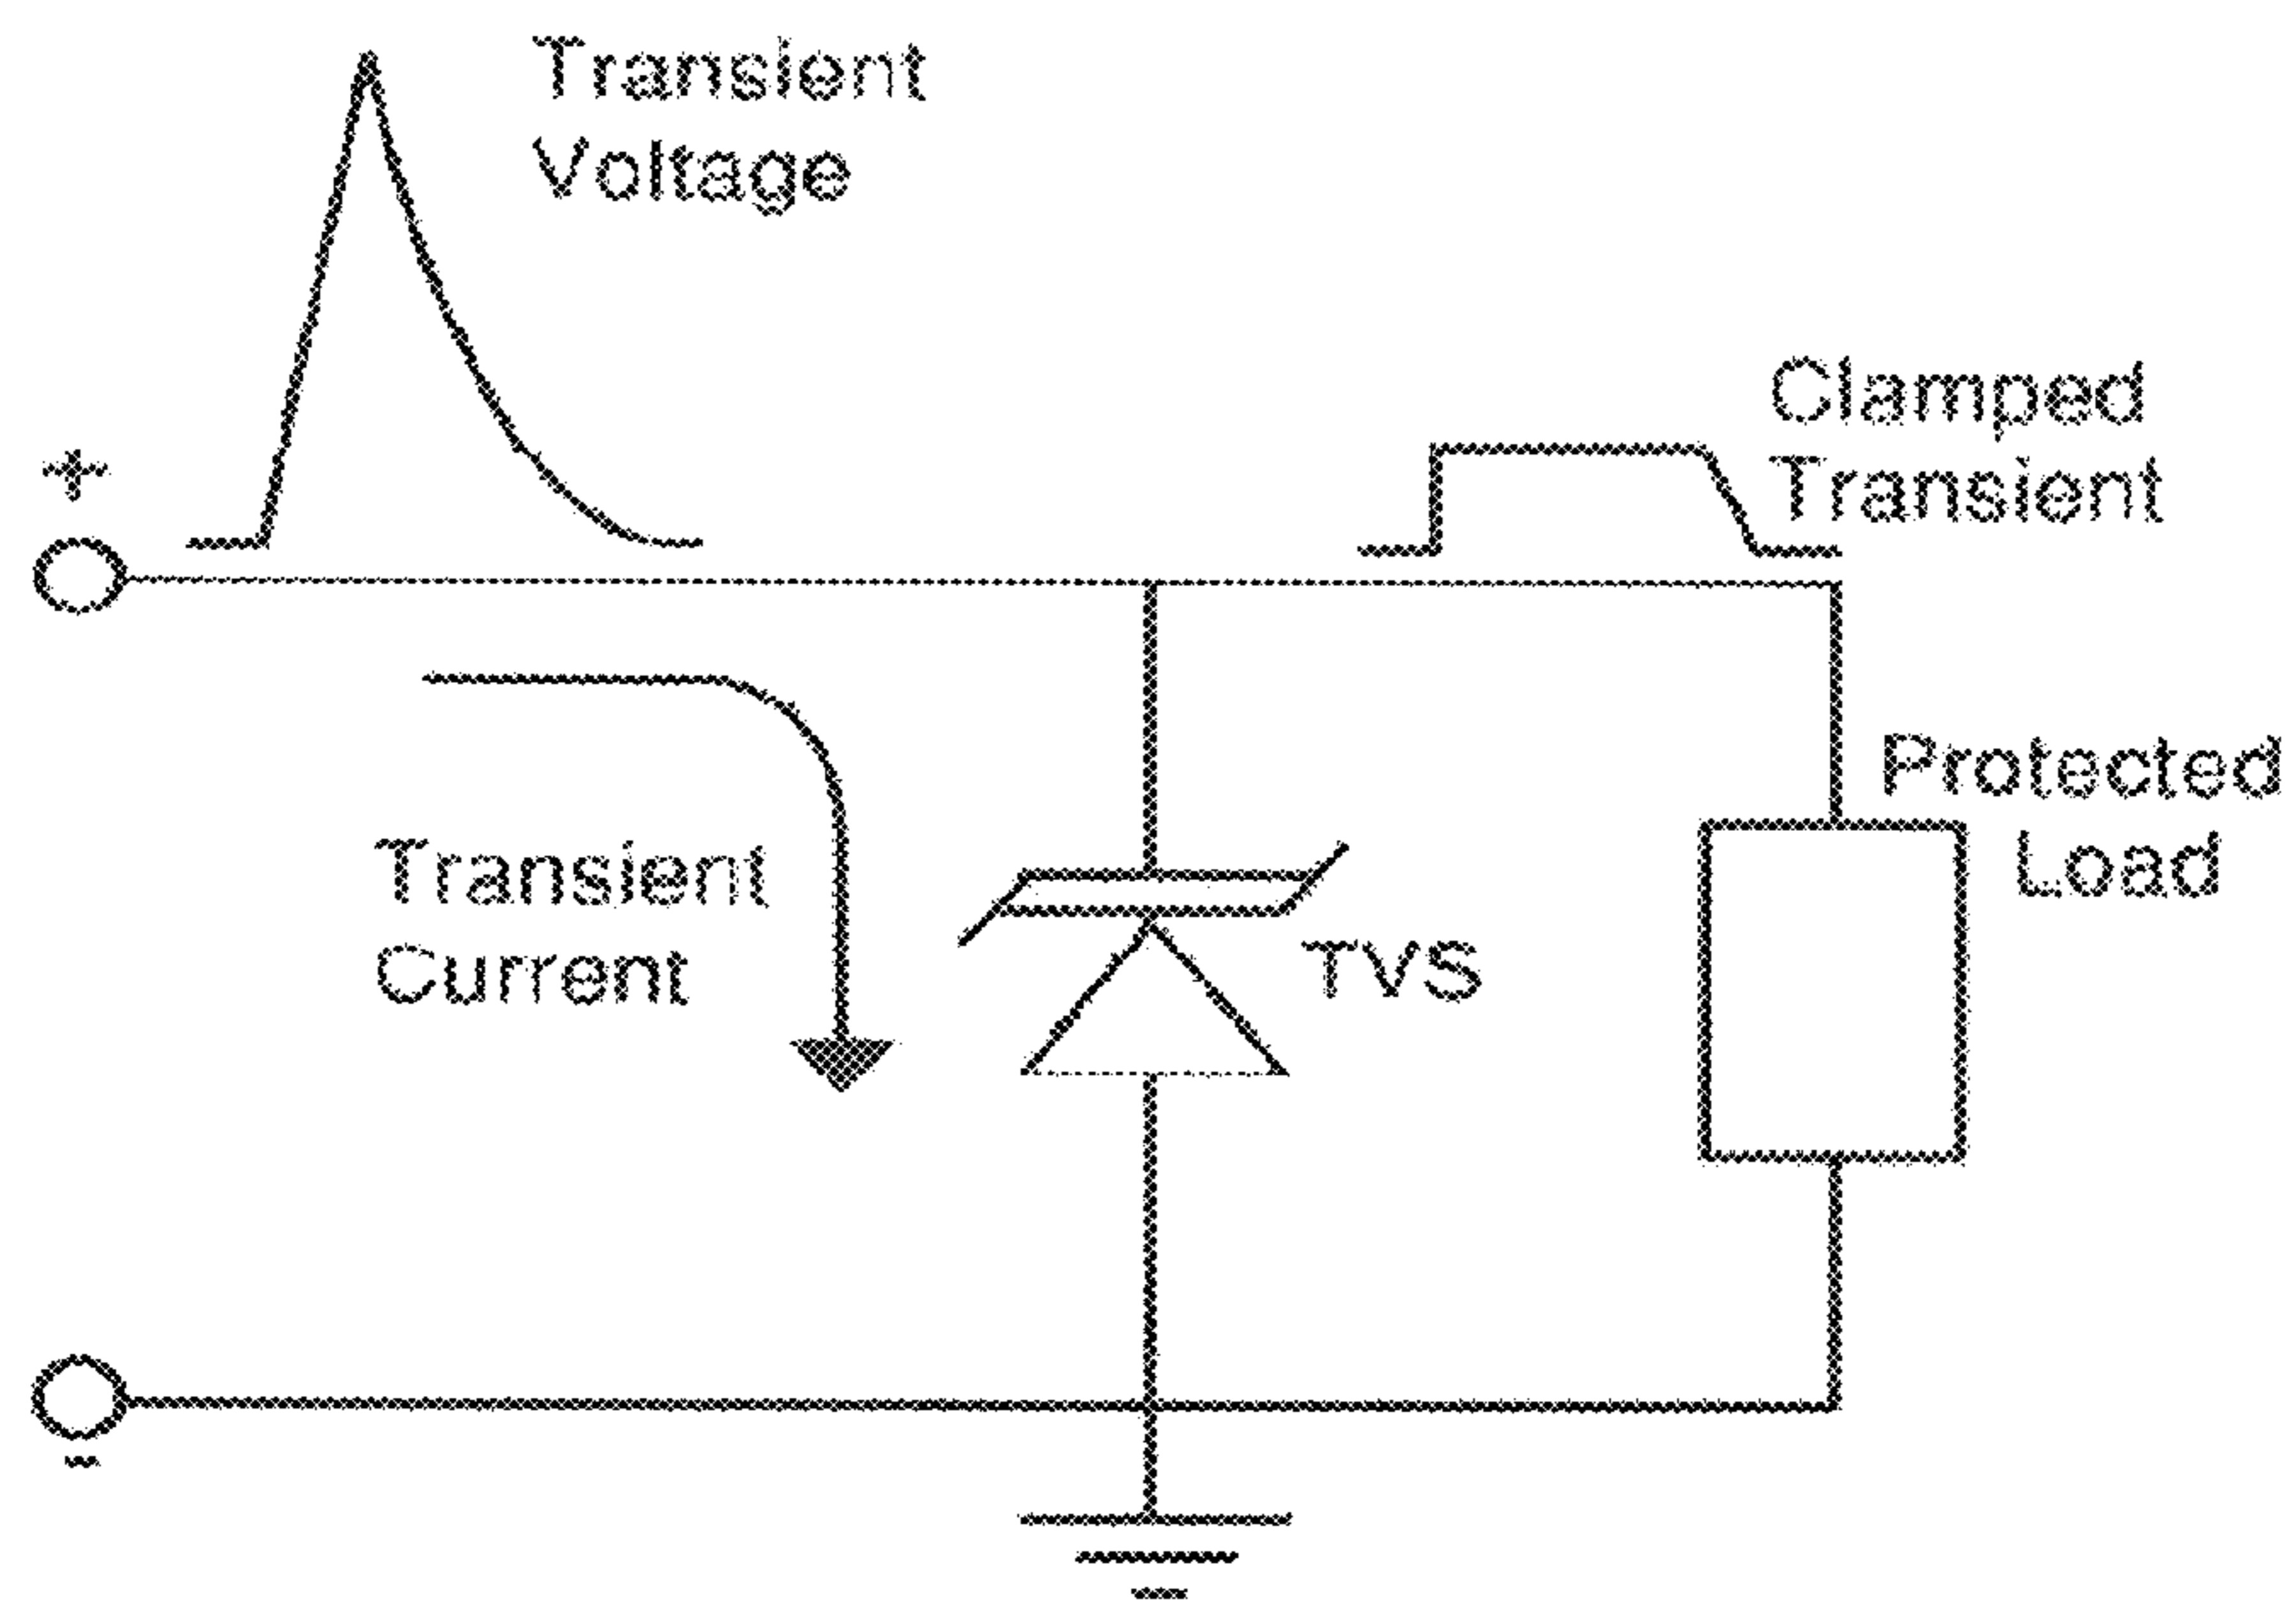 Transient
Voltage
Clamped
Transient
+
Protected
Load
Transient
Current
TVS
-